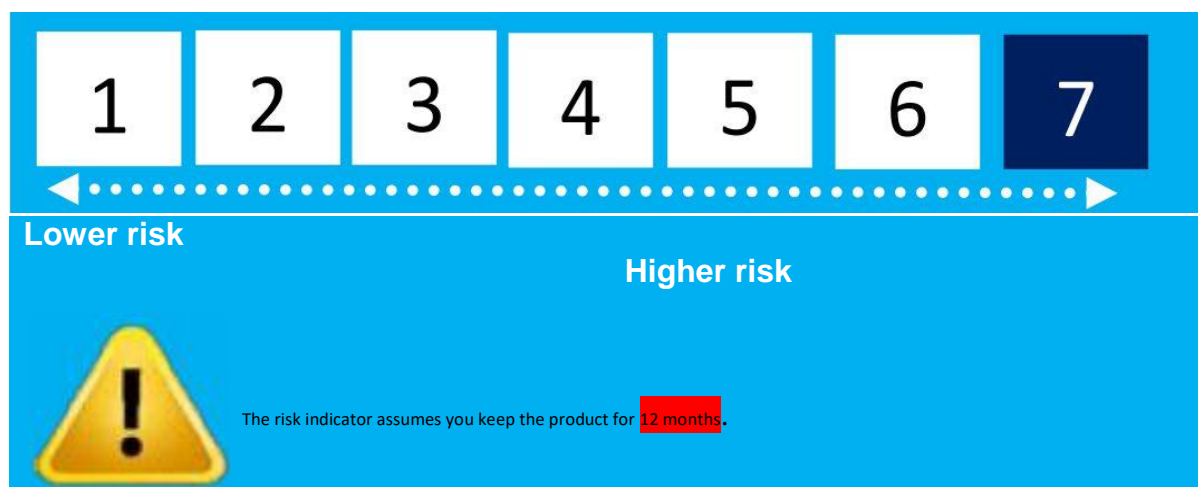 1 2 3 4 5 6 7
Lower risk
Higher risk
!
The risk indicator assumes you keep the product for 12 months.